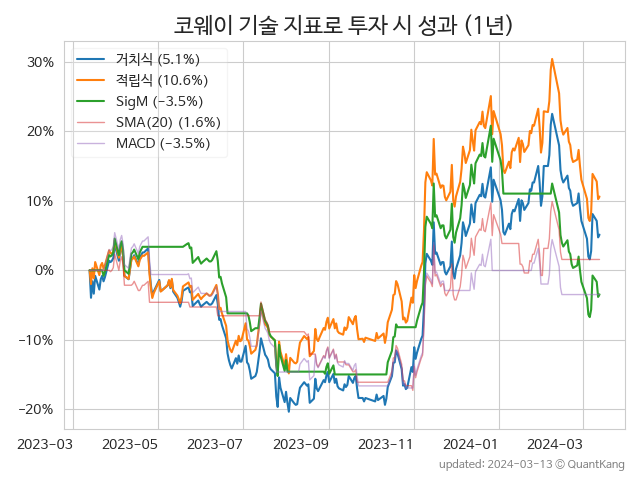 코웨이 기술 지표로 투자 시 성과 (1년)
거치식 (5.1%)
적립식 (10.6%)
SigM (−3.5%)
SMA(20) (1.6%)
MACD (−3.5%)
30%
20%
10%
0%
−10%
−20%
2023-03 2023-05 2023-07 2023-09 2023-11 2024-01 2024-03
updated: 2024-03-13 © QuantKang